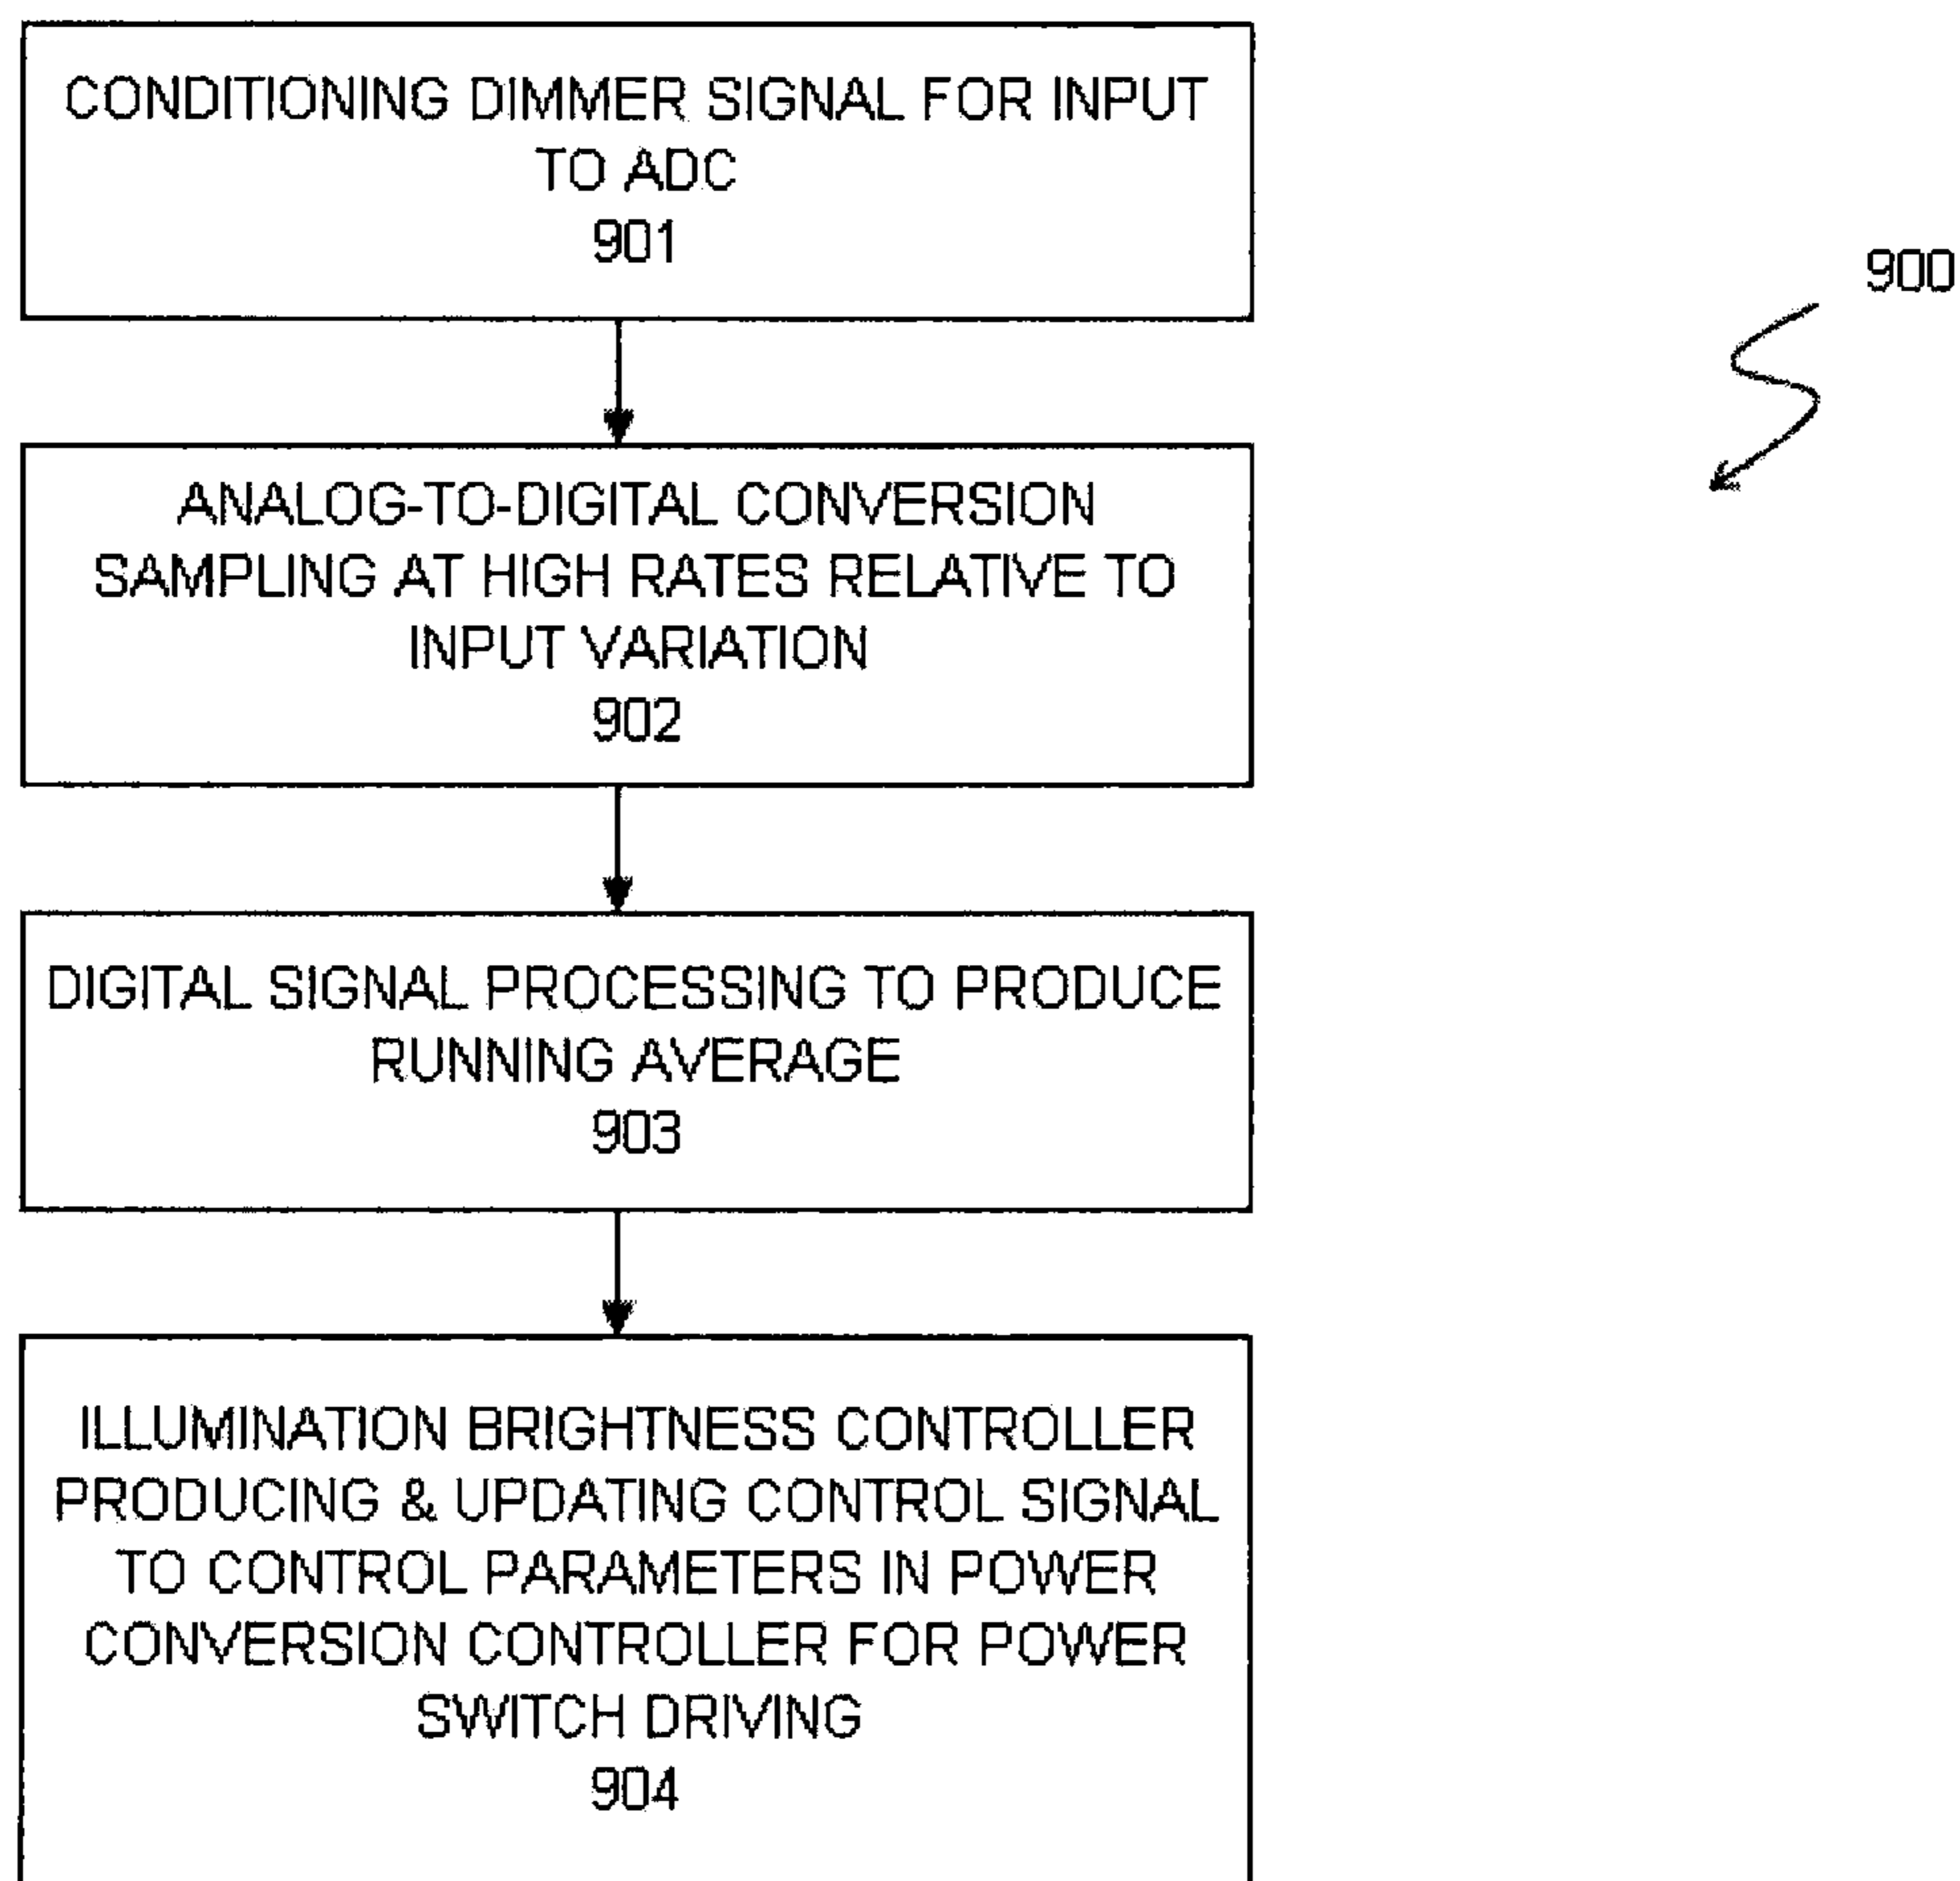 CONDITIONING DIMMER SIGNAL FOR INPUT
TO ADC
901
900
ANALOG-TO-DIGITAL CONVERSION
SAMPLING AT HIGH RATES RELATIVE TO
INPUT VARIATION
902
DIGITAL SIGNAL PROCESSING TO PRODUCE
RUNNING AVERAGE
903
ILLUMINATION BRIGHTNESS CONTROLLER
PRODUCING & UPDATING CONTROL SIGNAL
TO CONTROL PARAMETERS IN POWER
CONVERSION CONTROLLER FOR POWER
SWITCH DRIVING
904